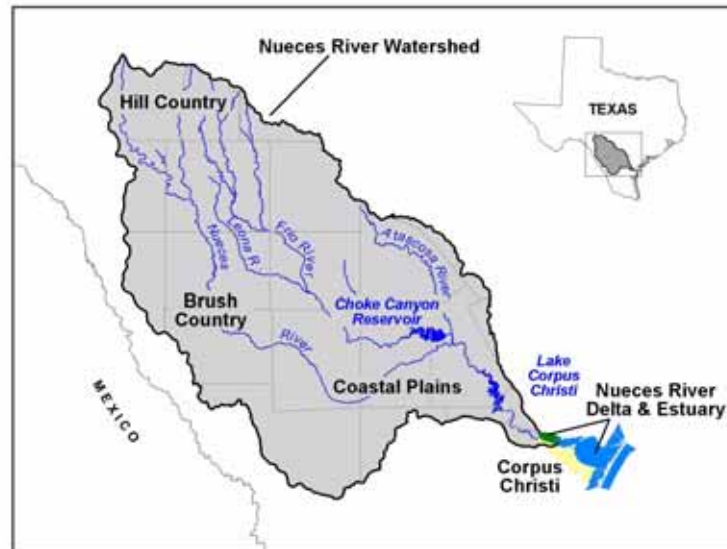 Nueces River Watershed
Hill Country
TEXAS
Nueces
Leona R.
Frio River
Atascosa River
Brush
Country
River
Choke Canyon
Reservoir
Coastal Plains
Lake
Corpus
Christi
Nueces River
Delta & Estuary
Corpus
Christi
MEXICO